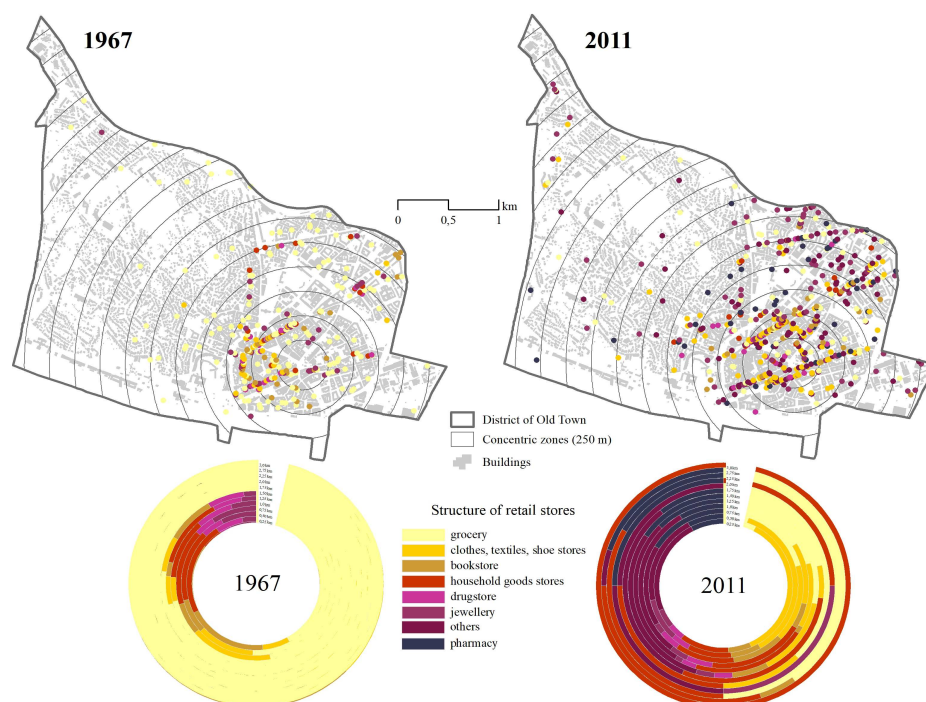 1967
2011
km
0 0,5 1
District of Old Town
Concentric zones (250 m)
Buildings
Structure of retail stores
grocery
clothes, textiles, shoe stores
bookstore
household goods stores
drugstore
jewellery
others
pharmacy
1967
2011